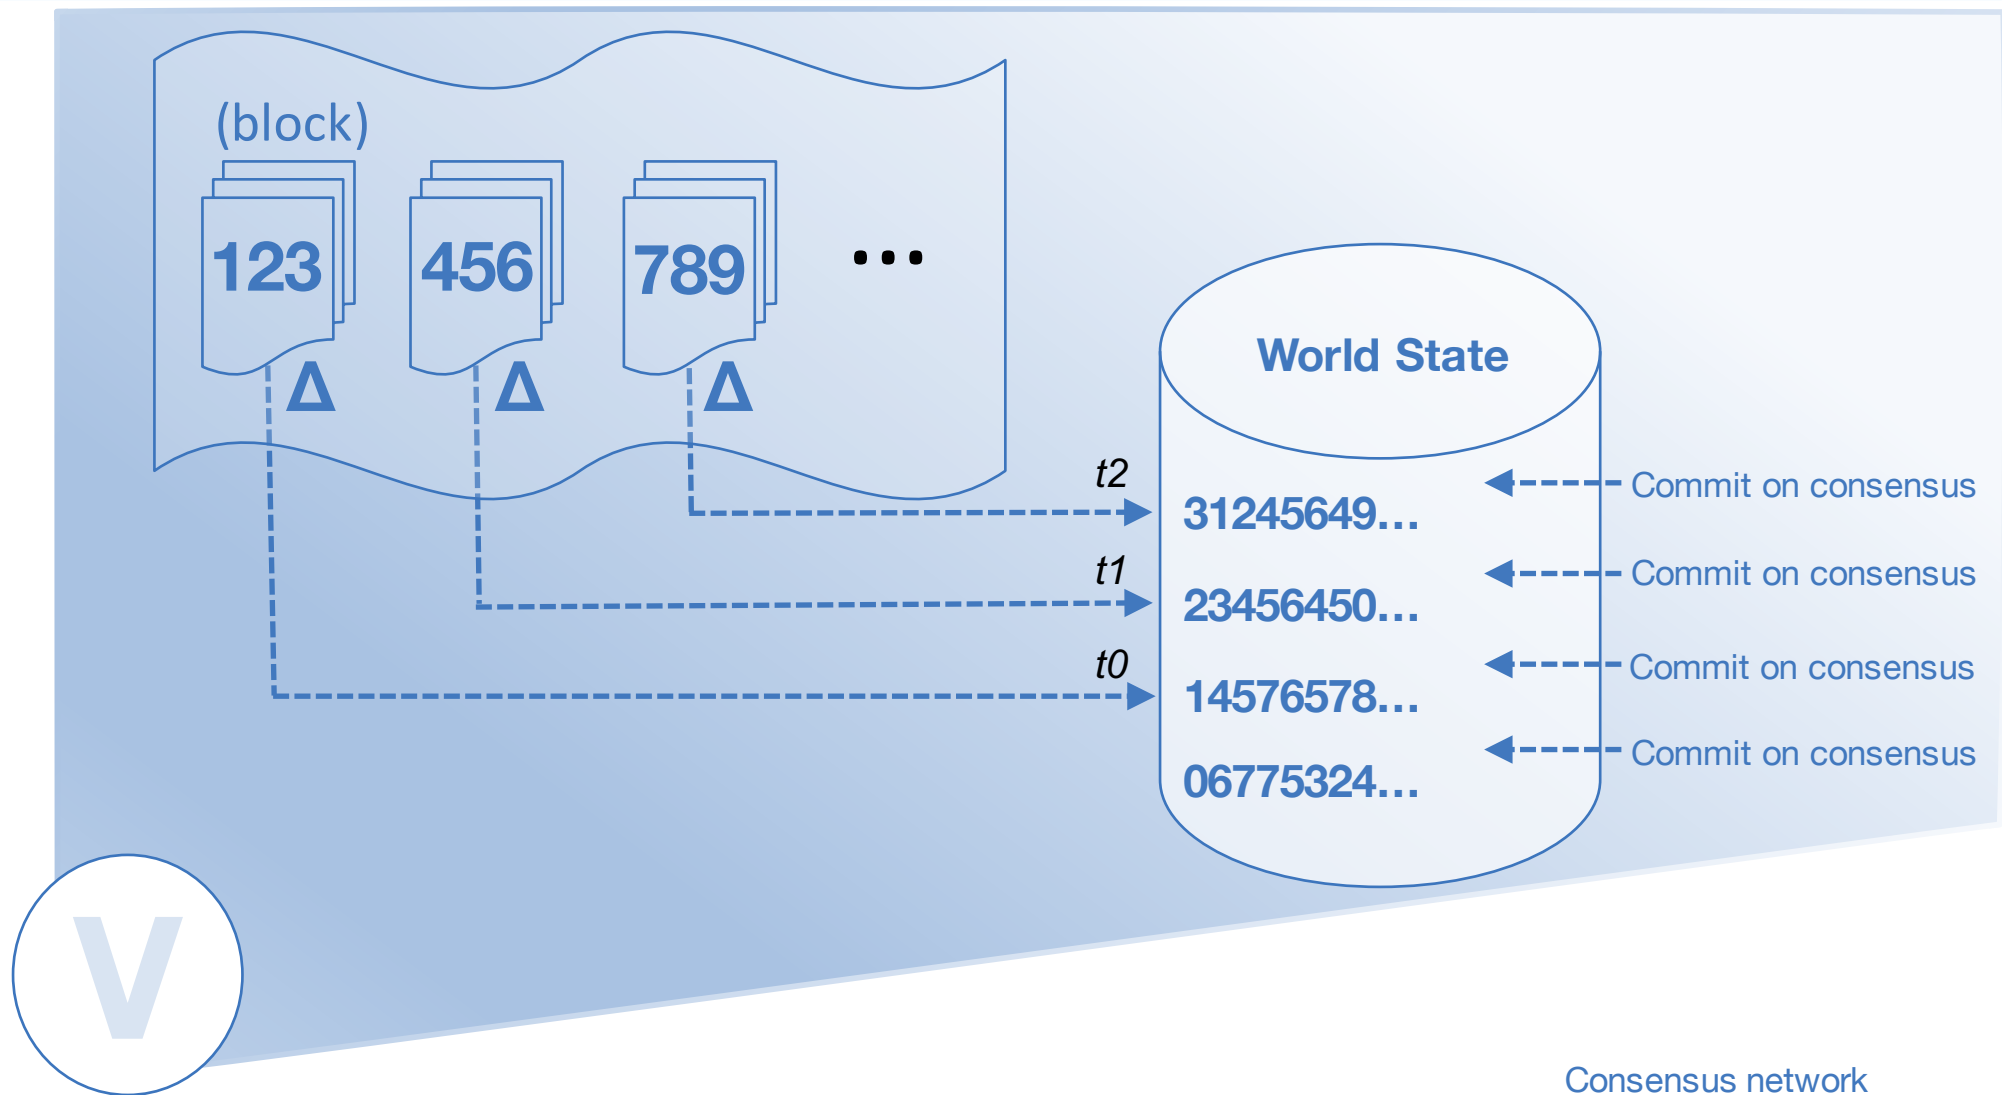 (block)
123 456 789 ...
Δ Δ Δ
World State
t2
31245649...
Commit on consensus
t1
23456450...
Commit on consensus
t0
14576578...
Commit on consensus
06775324...
Commit on consensus
V
Consensus network